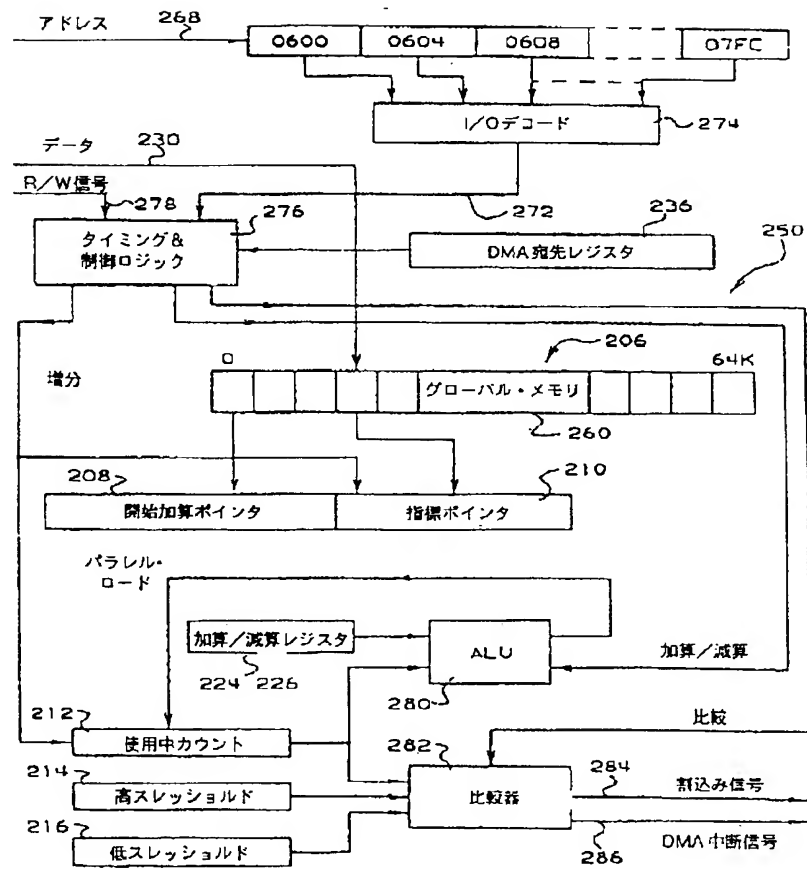 アドレス
268
0600
0604
0608
07FC
I/Oデコード
274
データ
230
R/W信号
278
276
272
236
250
タイミング&
制御ロジック
DMA宛先レジスタ
増分
0
206
64K
グローバル・メモリ
260
208
210
開始加算ポインタ
指標ポインタ
パラレル・
ロード
加算/減算レジスタ
224 226
ALU
280
加算/減算
212
使用中カウント
282
比較
214
高スレッショルド
比較器
284
割込み信号
216
低スレッショルド
286
DMA中断信号